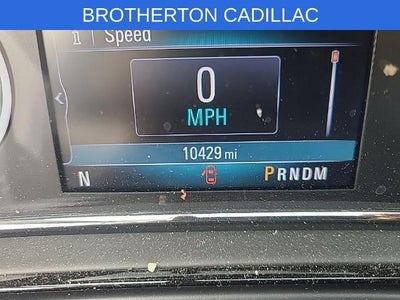 BROTHERTON CADILLAC
i Speed
0
MPH
10429 mi
N PRNDM